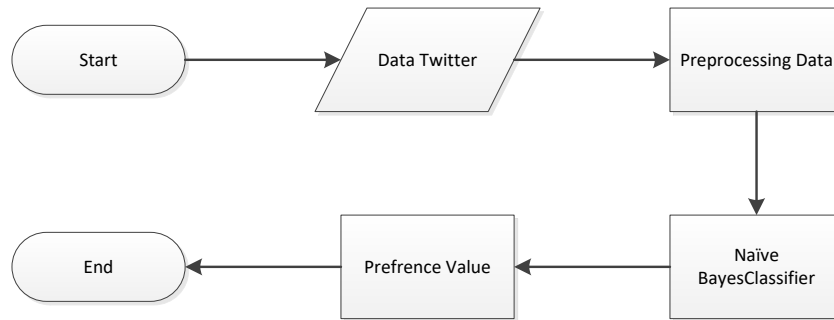 Start
Data Twitter
Preprocessing Data
Naïve
BayesClassifier
Prefrence Value
End